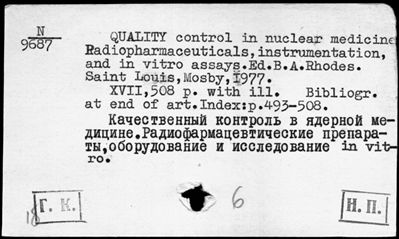 N
9687
QUALITY control in nuclear medicine
Radiopharmaceuticals,instrumentation,
and in vitro assays.Ed.B.A.Rhodes.
Saint Louis,Mosby,1977.
XVII,508 p. with ill. Bibliogr.
at end of art.Index:p.493-508.
Качественный контроль в ядерной ме-
дицине.Радиофармацевтические препара-
ты,оборудование и исследование in vit-
ro.
18
Г. К.
6
Н. П.